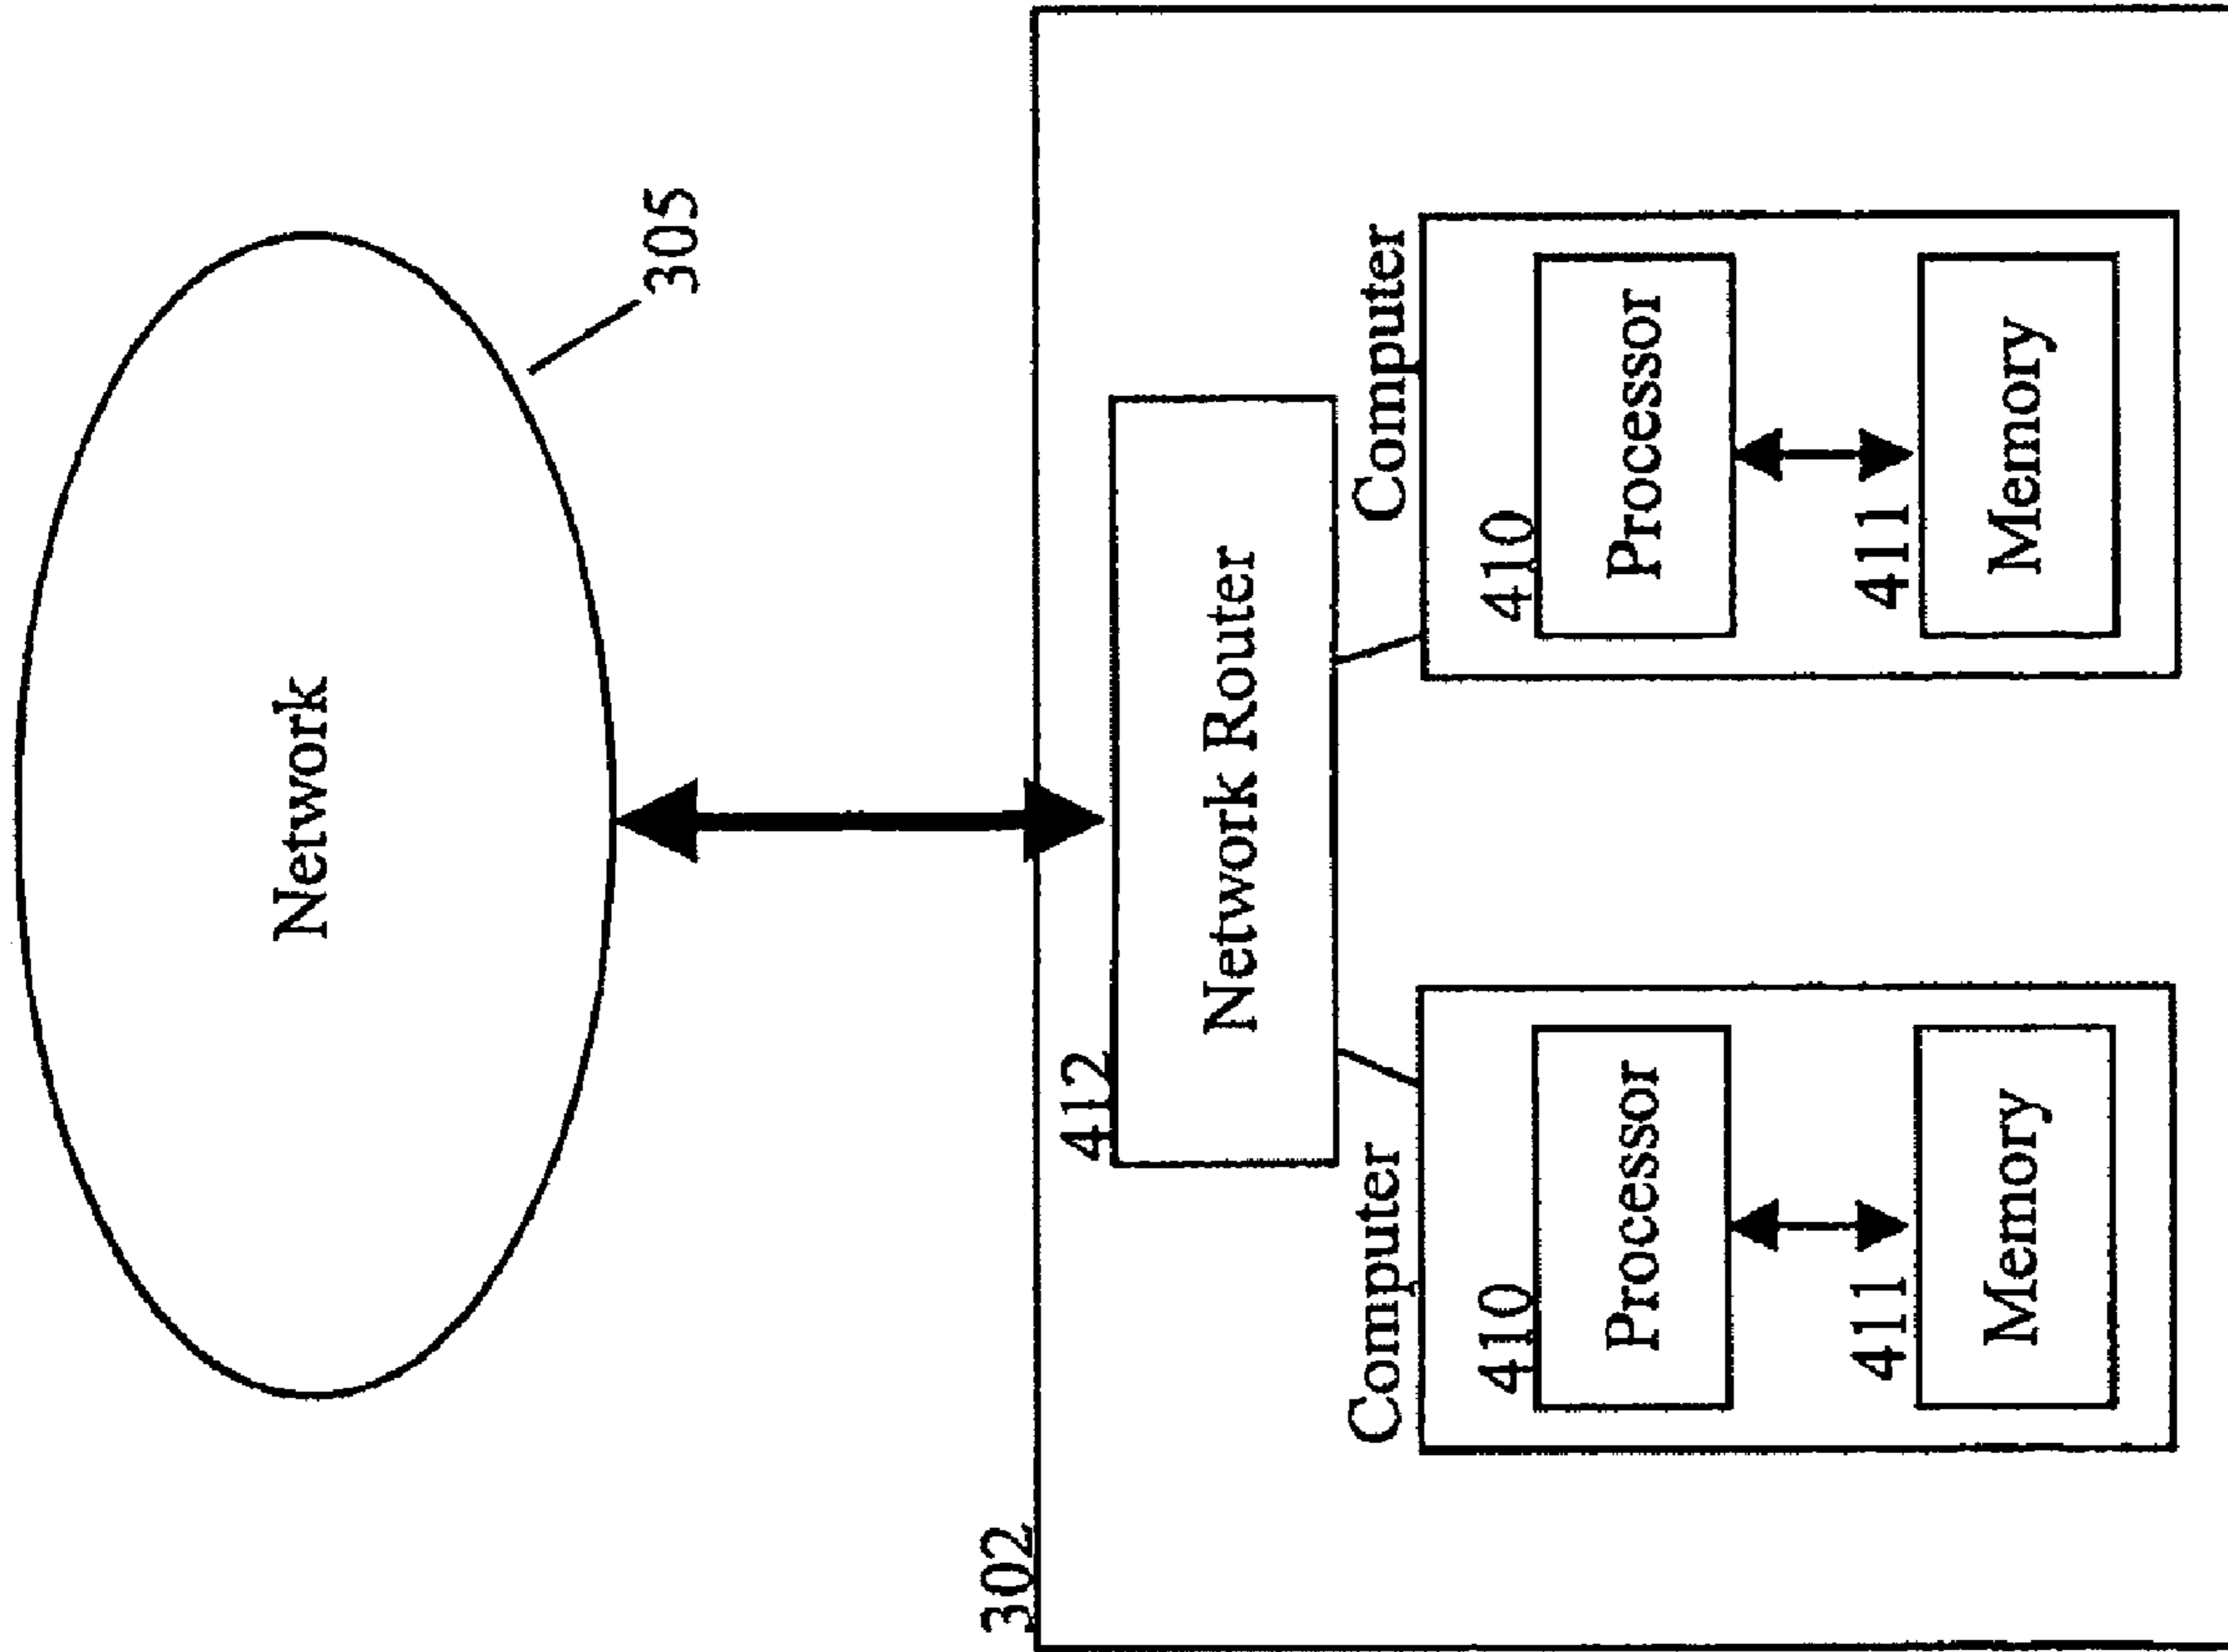 Network
305
302
412
Network Router
Computer
410
Processor
411
Memory
Computer
410
Processor
411
Memory